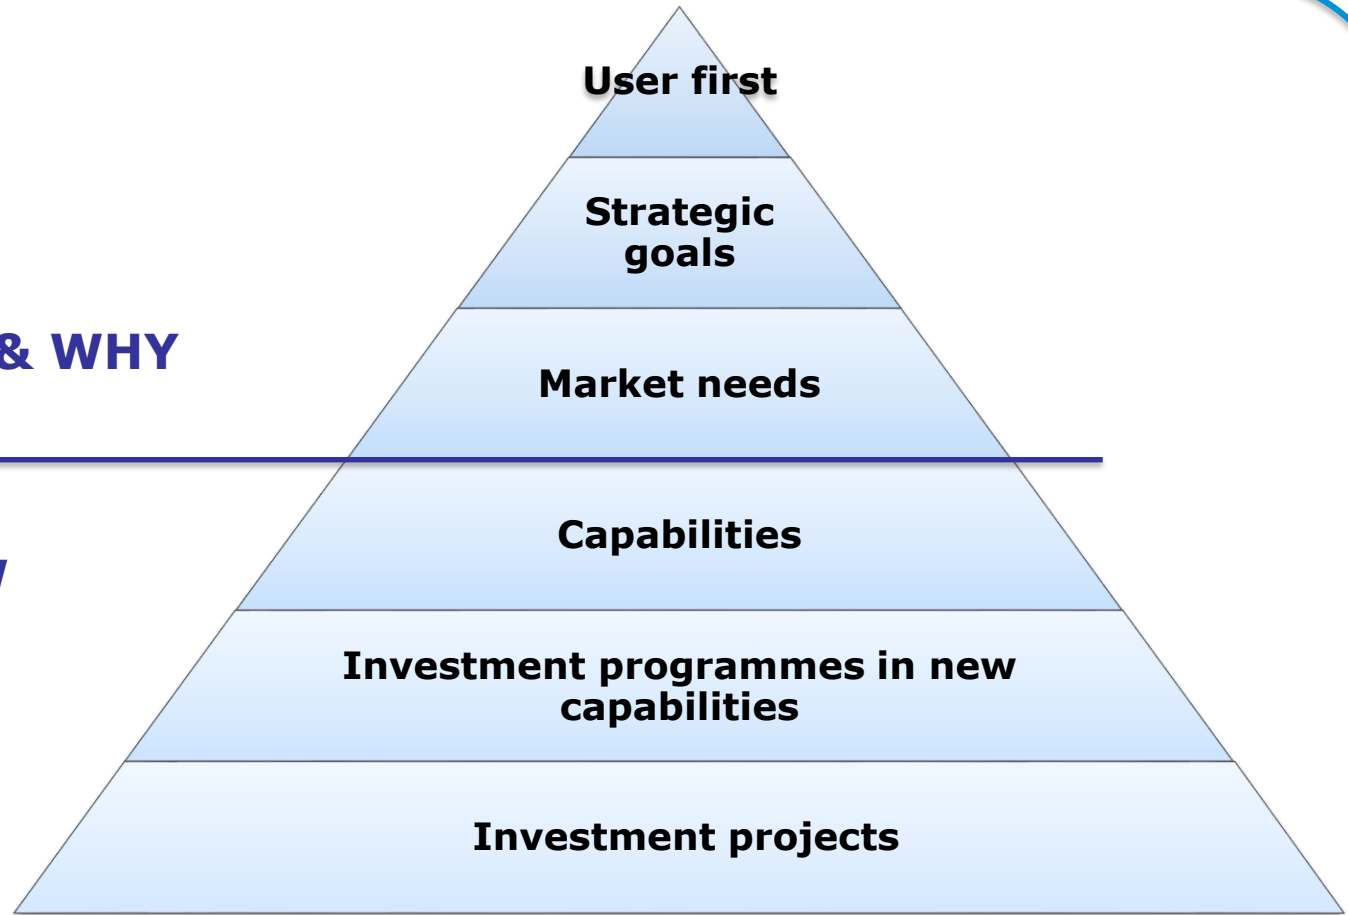 User first
Strategic
goals
& WHY
Market needs
Capabilities
Investment programmes in new
capabilities
Investment projects